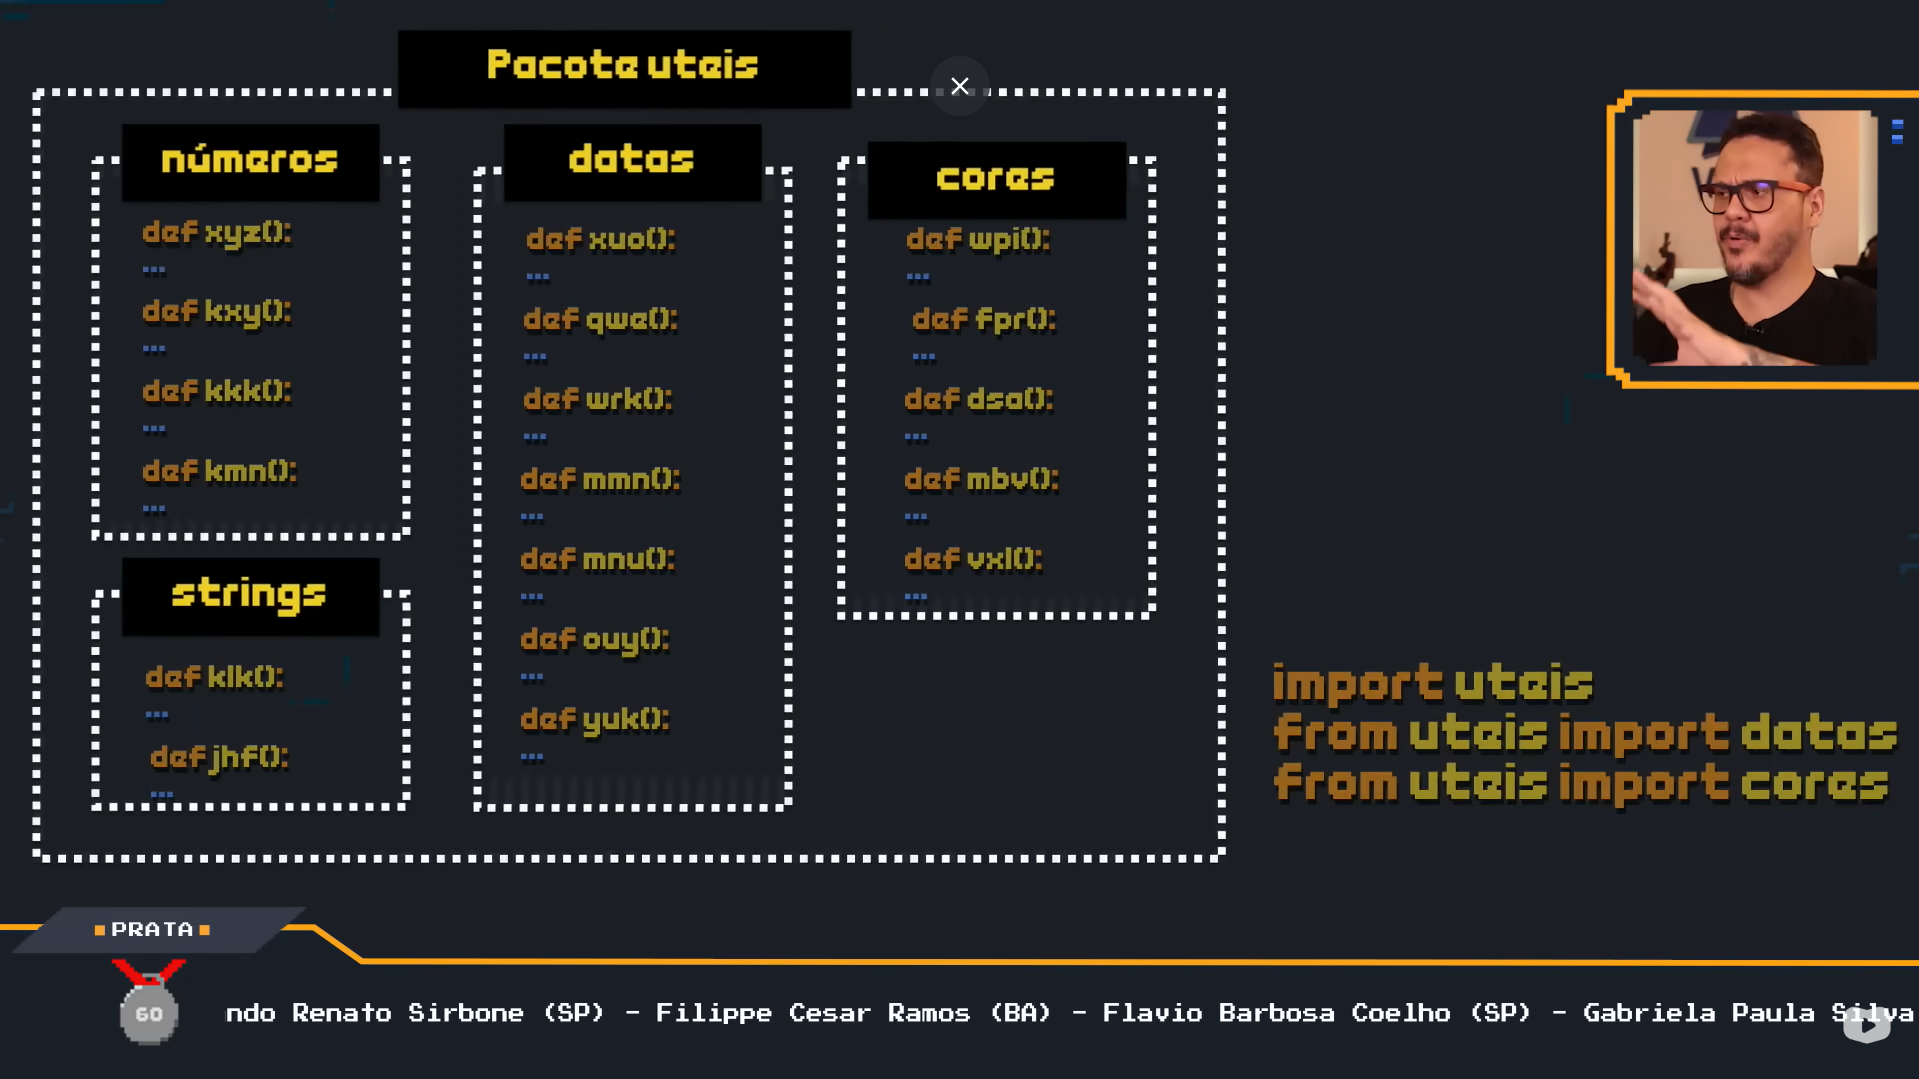 Pacote uteis
números
def xyz():
...
def kxy():
...
def kkk():
...
def kmn():
...
strings
def klk():
...
def jhf():
...
datas
def xuo():
...
def qwe():
...
def wrk():
...
def mmn():
...
def mnu():
...
def ouy():
...
def yuk():
...
cores
def wpi():
...
def fpr():
...
def dsa():
...
def mbv():
...
def vxl():
...
import uteis
from uteis import datas
from uteis import cores
PRATA
60
ndo Renato Sirbone (SP) - Filippe Cesar Ramos (BA) - Flavio Barbosa Coelho (SP) - Gabriela Paula Silva